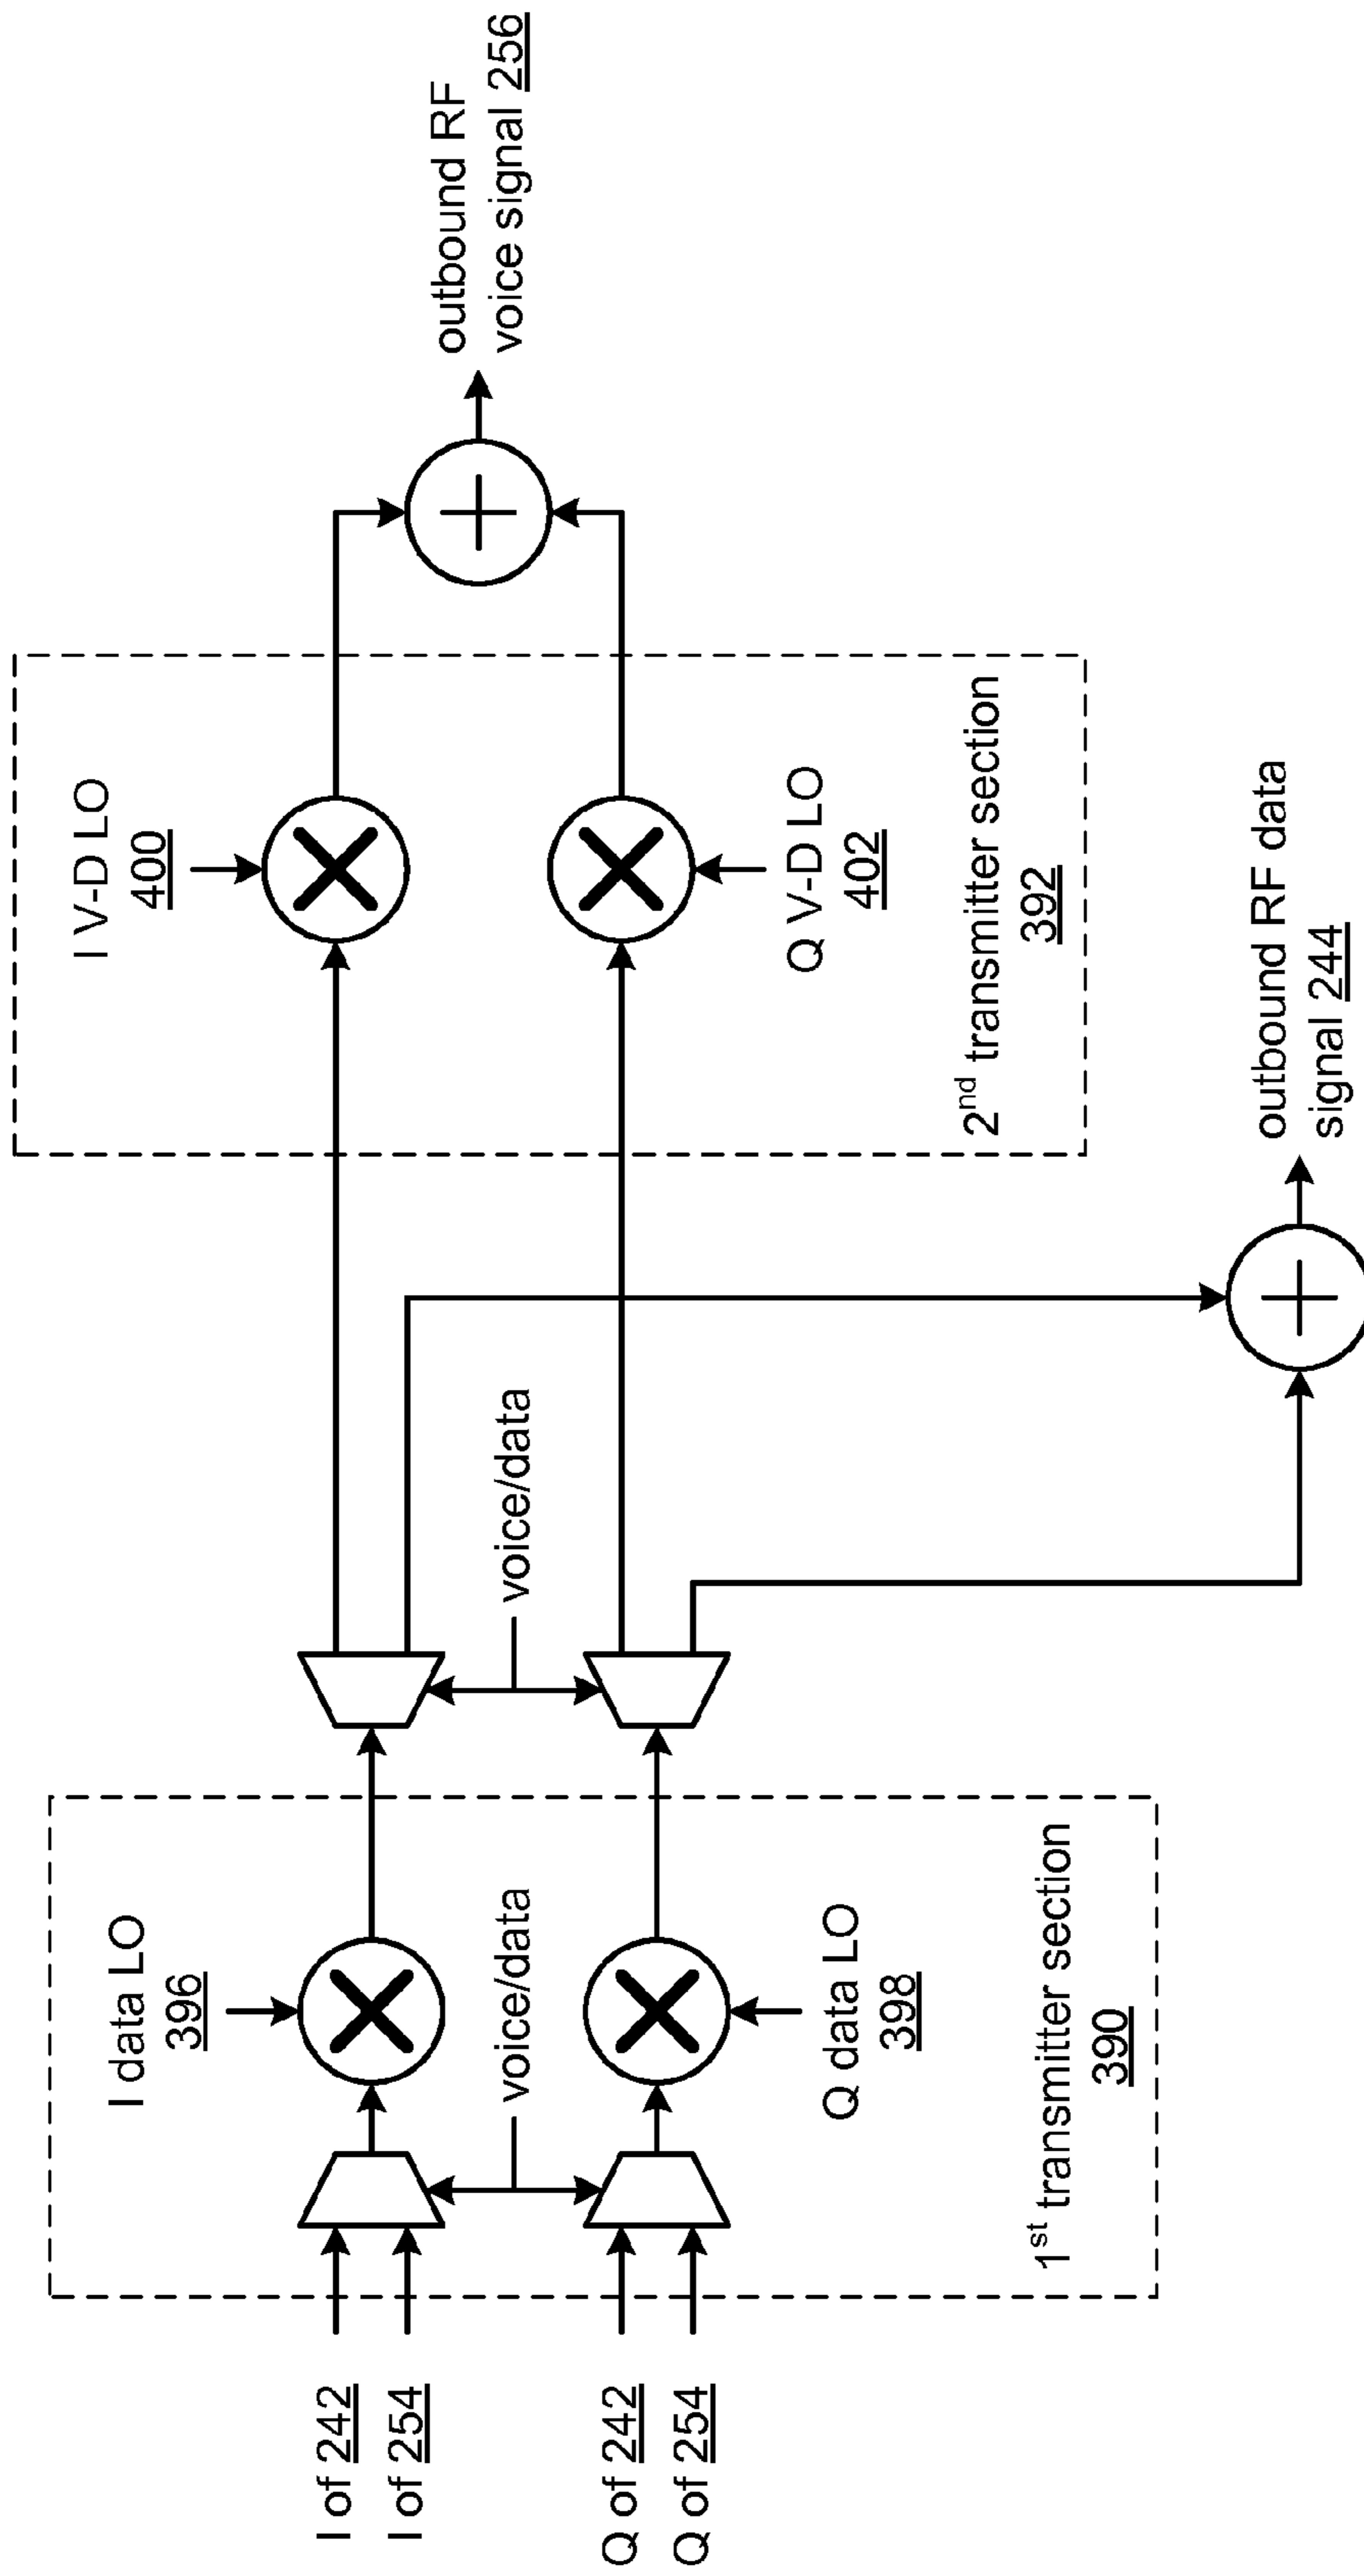 I of 242
I of 254
Q of 242
Q of 254
I data LO
396
voice/data
Q data LO
398
1st transmitter section
390
voice/data
I V-D LO
400
Q V-D LO
402
2nd transmitter section
392
outbound RF
voice signal 256
outbound RF data
signal 244